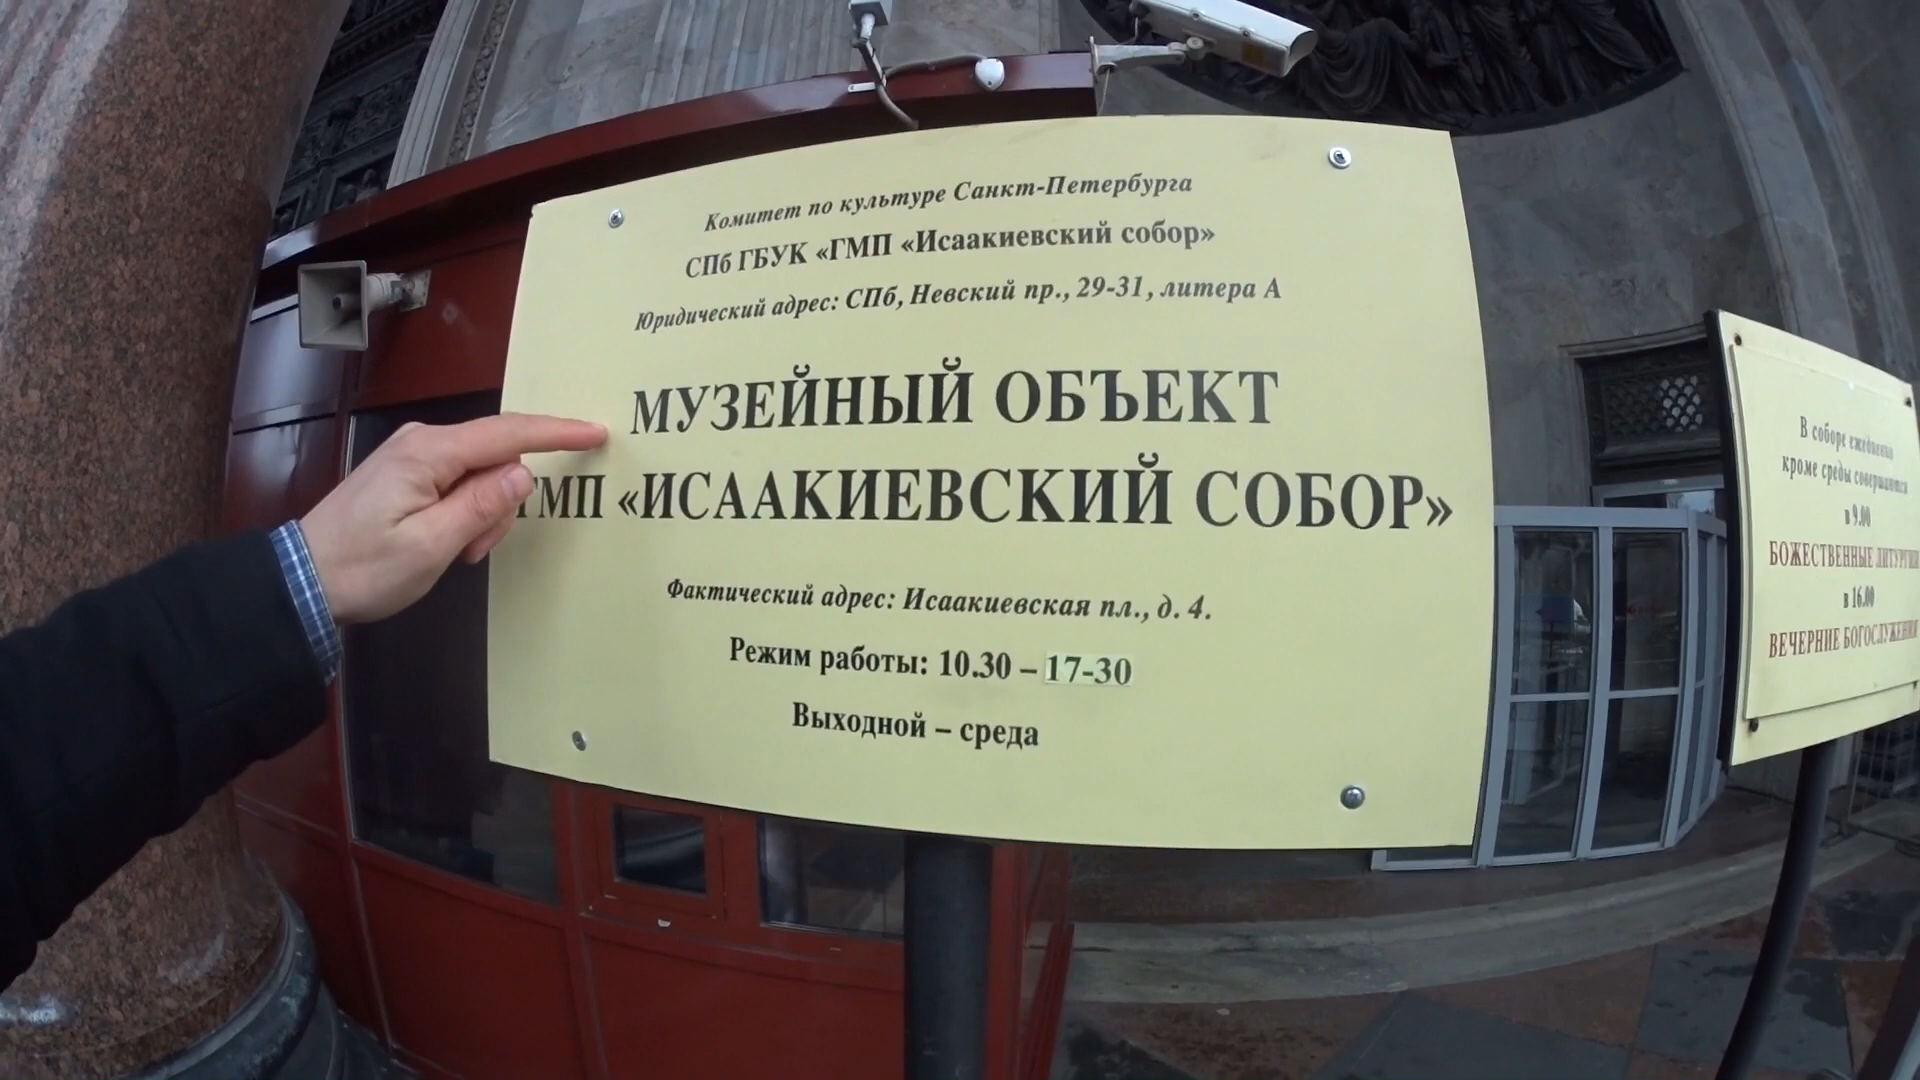 Комитет по культуре Санкт-Петербурга
СПб ГБУК «ГМП «Исаакиевский собор»
Юридический адрес: СПб, Невский пр., 29-31, литера А
МУЗЕЙНЫЙ ОБЪЕКТ
ГМП «ИСААКИЕВСКИЙ СОБОР»
Фактический адрес: Исаакиевская пл., д. 4.
Режим работы: 10.30 – 17-30
Выходной – среда
В соборе ежедневно
кроме среды совершаются
в 9.00
БОЖЕСТВЕННЫЕ ЛИТУРГИИ
в 16.00
ВЕЧЕРНИЕ БОГОСЛУЖЕНИЯ